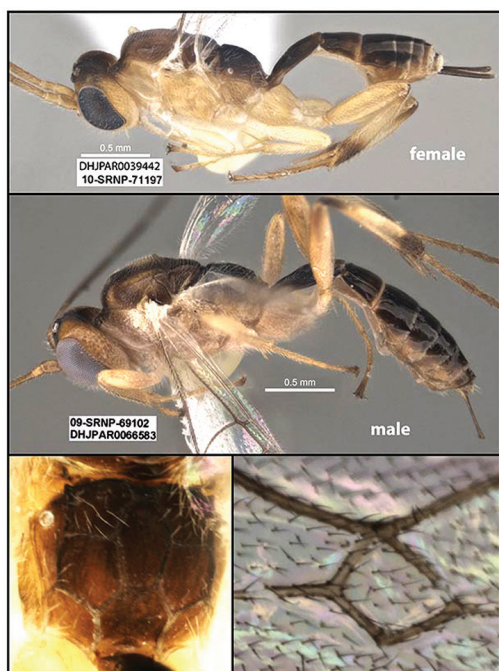 0.5 mm
DHJPAR0039442
10-SRNP-71197
female
0.5 mm
09-SRNP-69102
DHJPAR0066583
male